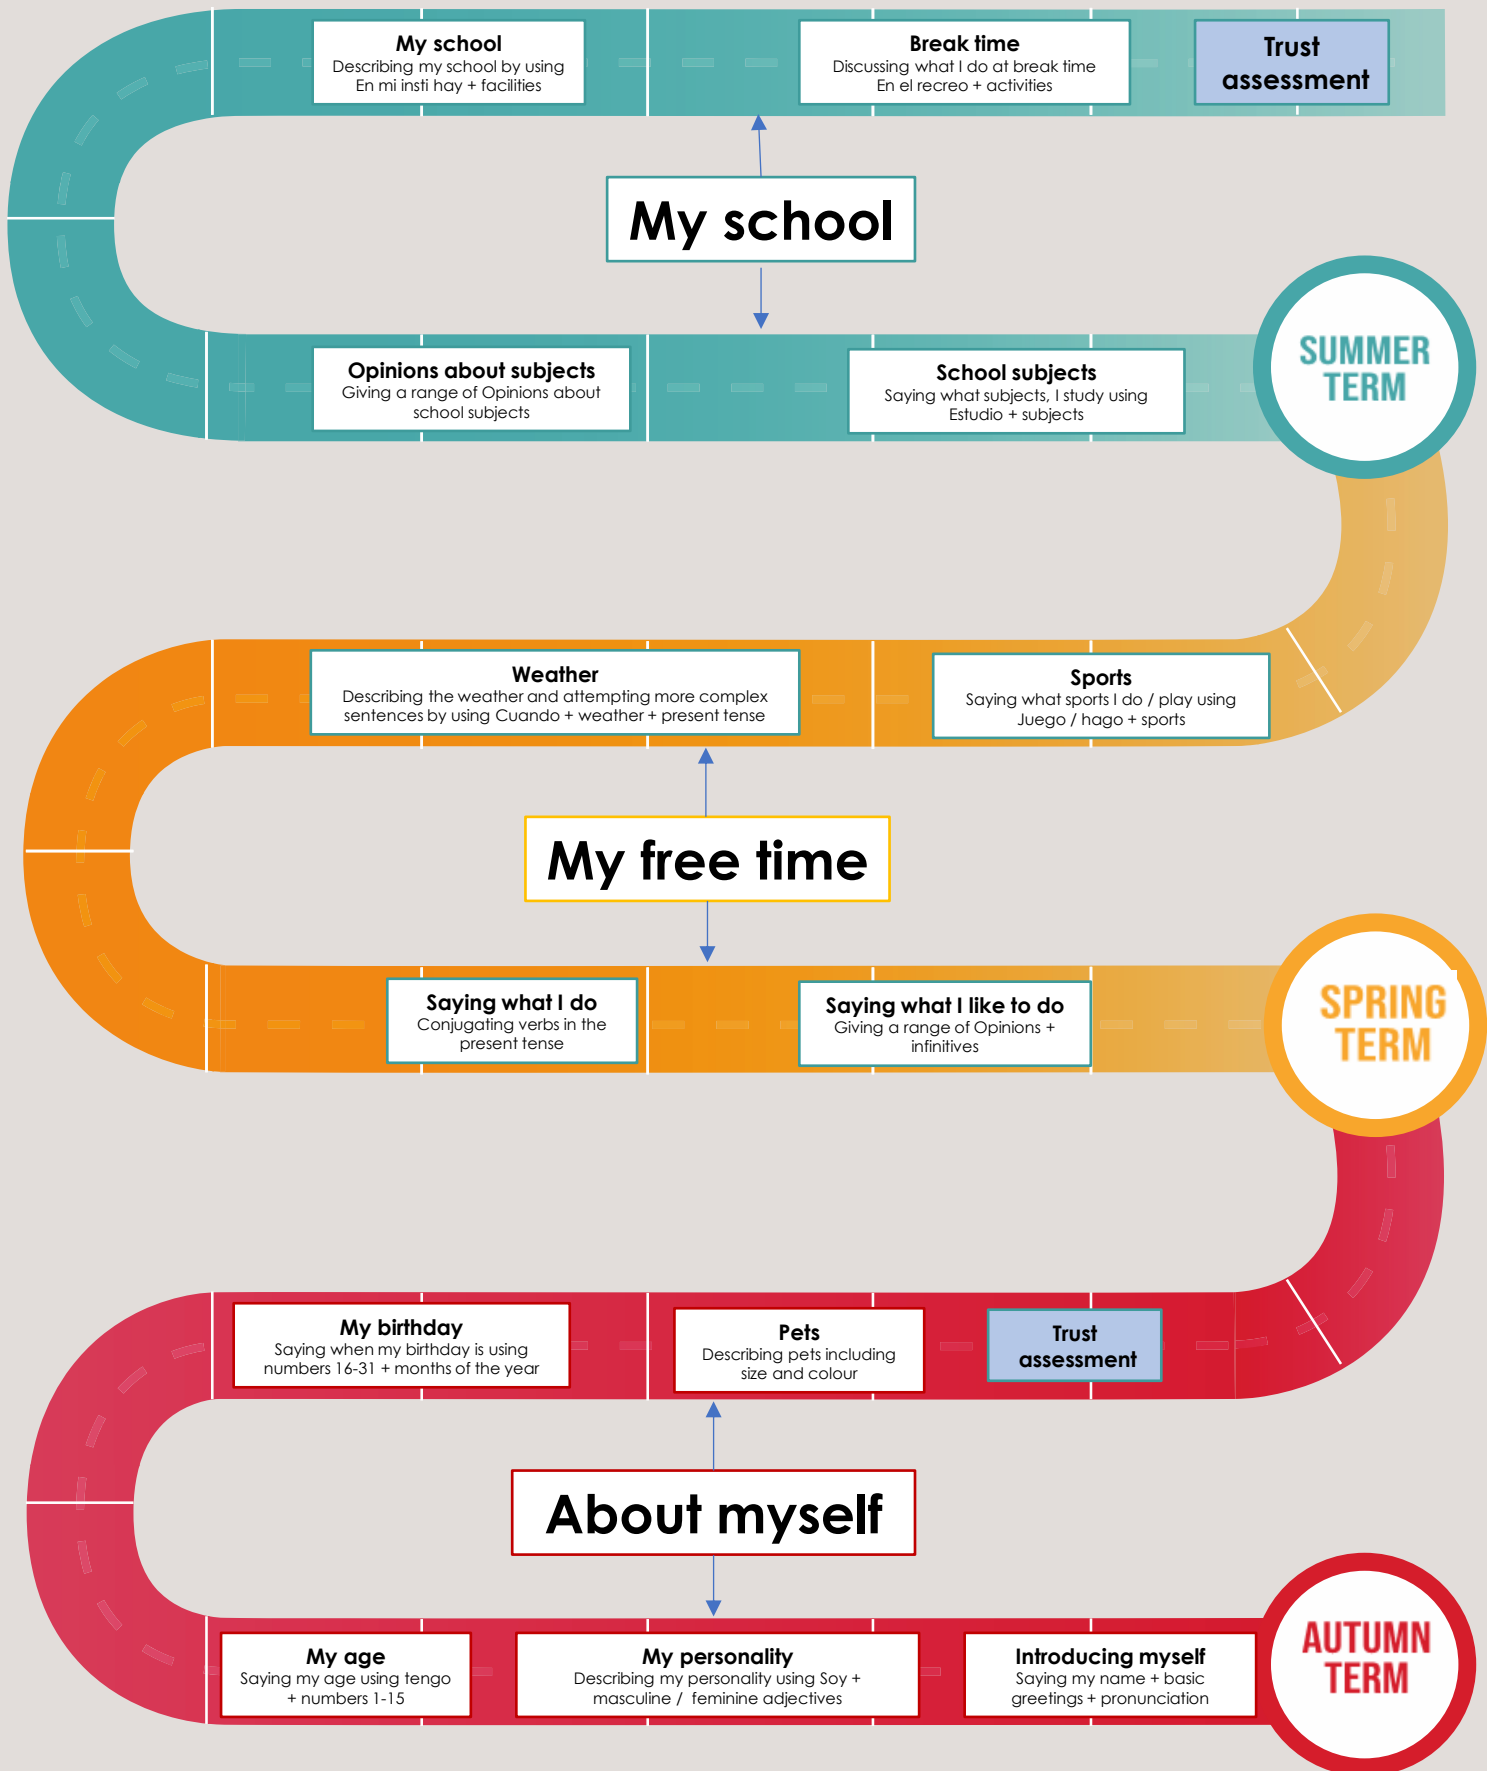 My school
Describing my school by using
En mi insti hay + facilities
Break time
Discussing what I do at break time
En el recreo + activities
Trust
assessment
My school
Opinions about subjects
Giving a range of Opinions about
school subjects
School subjects
Saying what subjects, I study using
Estudio + subjects
SUMMER
TERM
Weather
Describing the weather and attempting more complex
sentences by using Cuando + weather + present tense
Sports
Saying what sports I do / play using
Juego / hago + sports
My free time
Saying what I do
Conjugating verbs in the
present tense
Saying what I like to do
Giving a range of Opinions +
infinitives
SPRING
TERM
My birthday
Saying when my birthday is using
numbers 16-31 + months of the year
Pets
Describing pets including
size and colour
Trust
assessment
About myself
My age
Saying my age using tengo
+ numbers 1-15
My personality
Describing my personality using Soy +
masculine / feminine adjectives
Introducing myself
Saying my name + basic
greetings + pronunciation
AUTUMN
TERM